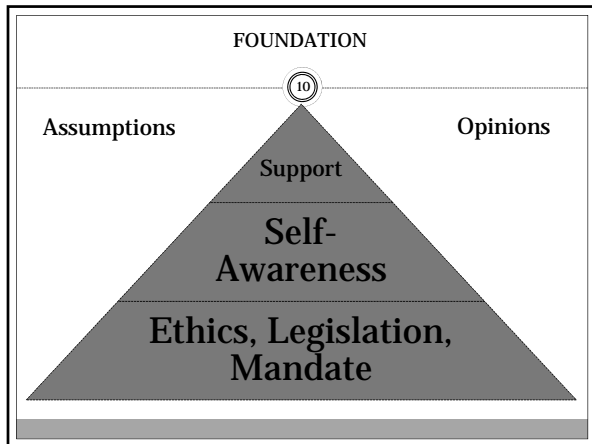 FOUNDATION
10
Assumptions
Opinions
Support
Self-
Awareness
Ethics, Legislation,
Mandate